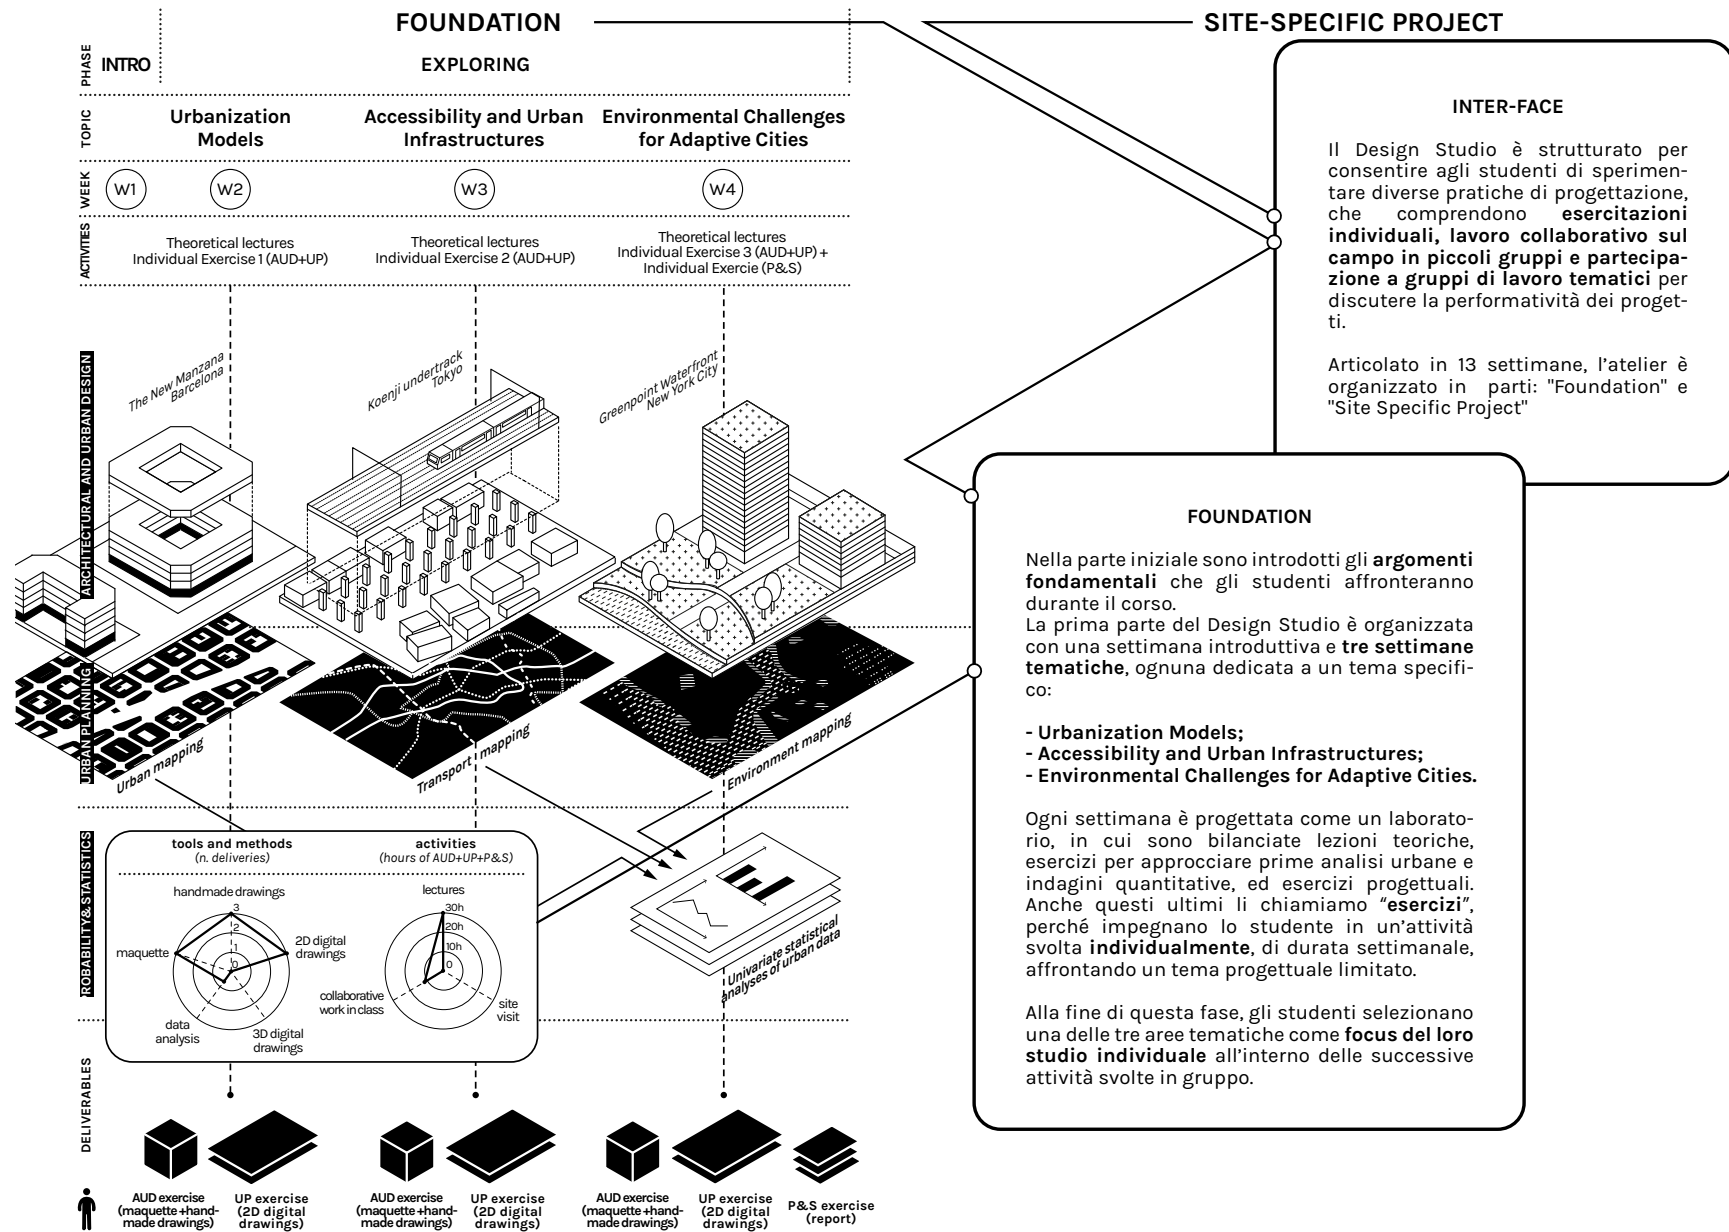 FOUNDATION
SITE-SPECIFIC PROJECT
PHASE
INTRO
EXPLORING
TOPIC
Urbanization
Models
Accessibility and Urban
Infrastructures
Environmental Challenges
for Adaptive Cities
WEEK
W1
W2
W3
W4
ACTIVITIES
Theoretical lectures
Individual Exercise 1 (AUD+UP)
Theoretical lectures
Individual Exercise 2 (AUD+UP)
Theoretical lectures
Individual Exercise 3 (AUD+UP) +
Individual Exercie (P&S)
ARCHITECTURAL AND URBAN DESIGN
The New Manzana
Barcelona
Koenji undertrack
Tokyo
Greenpoint Waterfront
New York City
URBAN PLANNING
Urban mapping
Transport mapping
Environment mapping
ROBABILITY& STATISTICS
tools and methods
(n. deliveries)
handmade drawings
3
2
1
0
maquette
2D digital
drawings
data
analysis
3D digital
drawings
activities
(hours of AUD+UP+P&S)
lectures
30h
20h
10h
0
collaborative
work in class
site
visit
Univariate statistical
analyses of urban data
DELIVERABLES
AUD exercise
(maquette +hand-
made drawings)
UP exercise
(2D digital
drawings)
AUD exercise
(maquette +hand-
made drawings)
UP exercise
(2D digital
drawings)
AUD exercise
(maquette +hand-
made drawings)
UP exercise
(2D digital
drawings)
P&S exercise
(report)
INTER-FACE
Il Design Studio è strutturato per
consentire agli studenti di sperimen-
tare diverse pratiche di progettazione,
che comprendono esercitazioni
individuali, lavoro collaborativo sul
campo in piccoli gruppi e partecipa-
zione a gruppi di lavoro tematici per
discutere la performatività dei proget-
ti.
Articolato in 13 settimane, l'atelier è
organizzato in parti: "Foundation" e
"Site Specific Project"
FOUNDATION
Nella parte iniziale sono introdotti gli argomenti
fondamentali che gli studenti affronteranno
durante il corso.
La prima parte del Design Studio è organizzata
con una settimana introduttiva e tre settimane
tematiche, ognuna dedicata a un tema specifi-
co:
- Urbanization Models;
- Accessibility and Urban Infrastructures;
- Environmental Challenges for Adaptive Cities.
Ogni settimana è progettata come un laborato-
rio, in cui sono bilanciate lezioni teoriche,
esercizi per approcciare prime analisi urbane e
indagini quantitative, ed esercizi progettuali.
Anche questi ultimi li chiamiamo "esercizi",
perché impegnano lo studente in un'attività
svolta individualmente, di durata settimanale,
affrontando un tema progettuale limitato.
Alla fine di questa fase, gli studenti selezionano
una delle tre aree tematiche come focus del loro
studio individuale all'interno delle successive
attività svolte in gruppo.